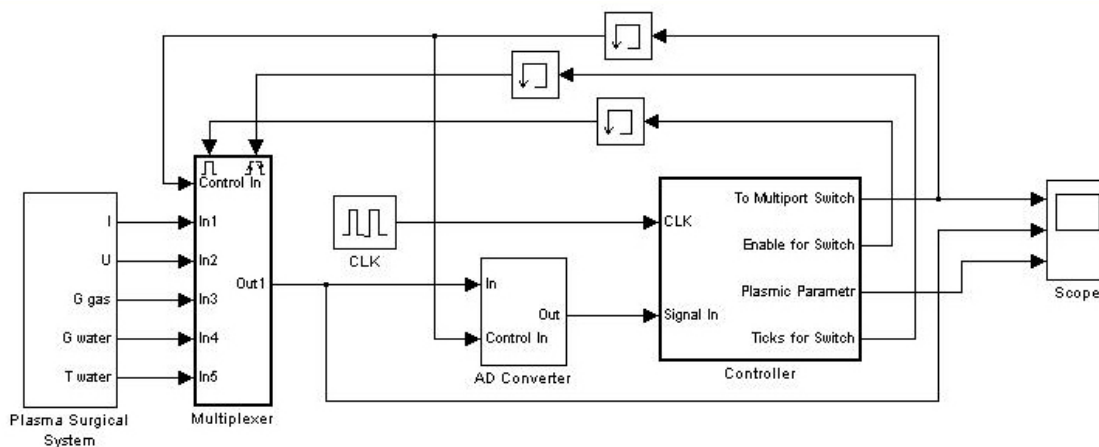 Control In
I
In1
U
In2
G gas
In3
G water
In4
T water
In5
Out1
Plasma Surgical
System
Multiplexer
CLK
In
Out
Control In
AD Converter
CLK
Signal In
To Multiport Switch
Enable for Switch
Plasmic Parametr
Ticks for Switch
Controller
Scope